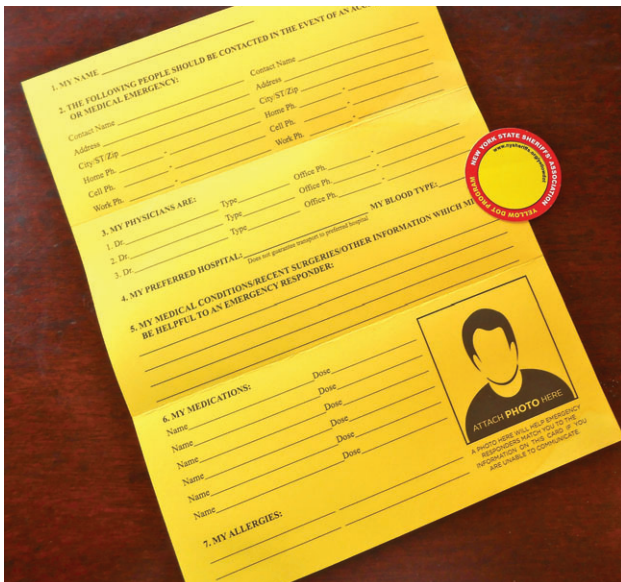 1. MY NAME
2. THE FOLLOWING PEOPLE SHOULD BE CONTACTED IN THE EVENT OF AN
OR MEDICAL EMERGENCY:
Contact Name Contact Name
Address Address
City/ST/Zip City/ST/Zip
Home Ph. - Home Ph. -
Cell Ph. - Cell Ph. -
Work Ph. - Work Ph. -
3. MY PHYSICIANS ARE:
1. Dr. Type Office Ph. -
2. Dr. Type Office Ph. -
3. Dr. Type Office Ph. -
4. MY PREFERRED HOSPITAL: MY BLOOD TYPE:
Does not guarantee transport to preferred hospital
5. MY MEDICAL CONDITIONS/RECENT SURGERIES/OTHER INFORMATION WHICH
BE HELPFUL TO AN EMERGENCY RESPONDER:
6. MY MEDICATIONS:
Name Dose
Name Dose
Name Dose
Name Dose
Name Dose
Name
7. MY ALLERGIES:
ATTACH PHOTO HERE
A PHOTO HERE WILL HELP EMERGENCY
RESPONDERS MATCH YOU TO THE
INFORMATION ON THIS CARD IF YOU
ARE UNABLE TO COMMUNICATE.
NEW YORK STATE SHERIFFS' ASSOCIATION
YELLOW DOT PROGRAM
www.nysheriffs.org/yellowdot